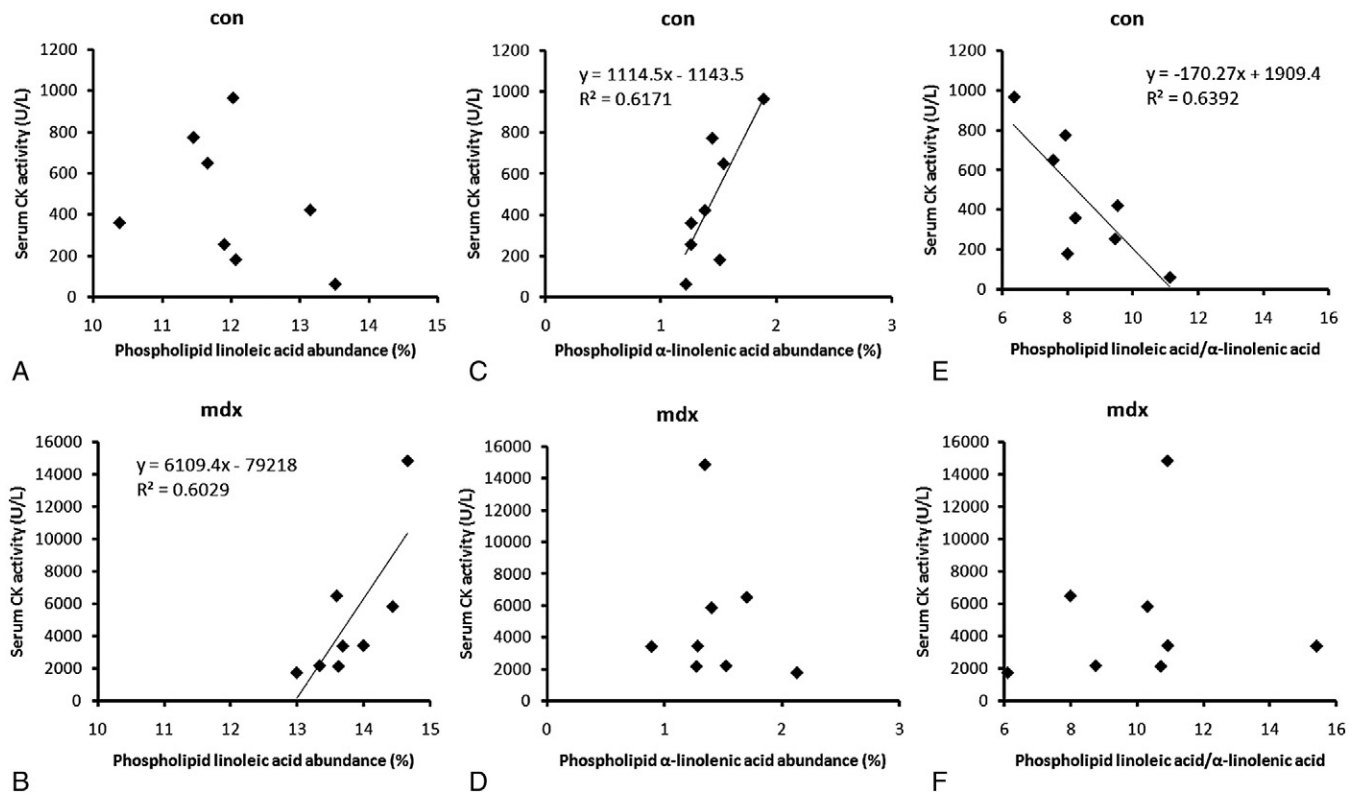 con
1200
1000
800
600
400
200
0
Serum CK activity (U/L)
10 11 12 13 14 15
Phospholipid linoleic acid abundance (%)
A
con
1200
1000
800
600
400
200
0
Serum CK activity (U/L)
y = 1114.5x - 1143.5
R² = 0.6171
0 1 2 3
Phospholipid α-linolenic acid abundance (%)
C
con
1200
1000
800
600
400
200
0
Serum CK activity (U/L)
y = -170.27x + 1909.4
R² = 0.6392
6 8 10 12 14 16
Phospholipid linoleic acid/α-linolenic acid
E
mdx
16000
14000
12000
10000
8000
6000
4000
2000
0
Serum CK activity (U/L)
y = 6109.4x - 79218
R² = 0.6029
10 11 12 13 14 15
Phospholipid linoleic acid abundance (%)
B
mdx
16000
14000
12000
10000
8000
6000
4000
2000
0
Serum CK activity (U/L)
0 1 2 3
Phospholipid α-linolenic acid abundance (%)
D
mdx
16000
14000
12000
10000
8000
6000
4000
2000
0
Serum CK activity (U/L)
6 8 10 12 14 16
Phospholipid linoleic acid/α-linolenic acid
F